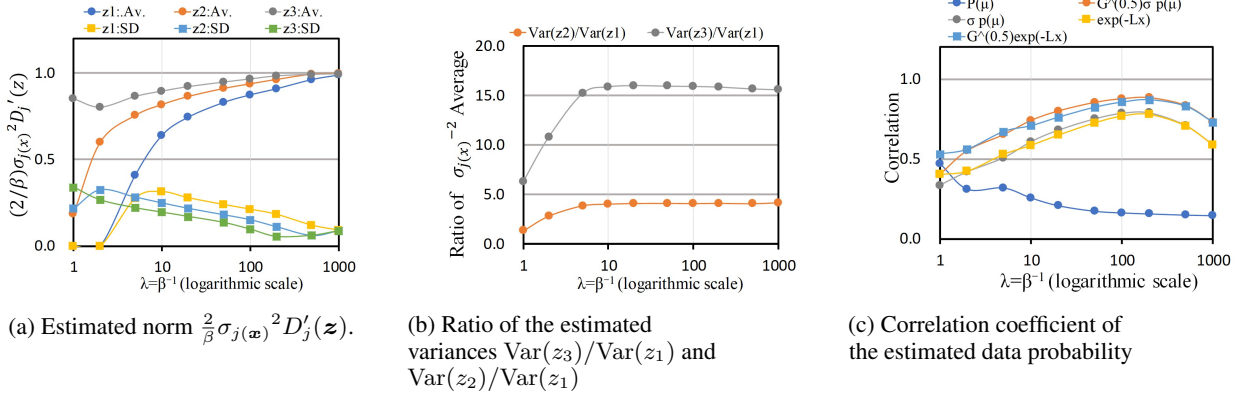 z1:.Av.
z2:Av.
z3:Av.
z1:SD
z2:SD
z3:SD
(2/β)σj(x)²Dj′(z)
1.0
0.5
0.0
1
10
100
1000
λ=β⁻¹ (logarithmic scale)
(a) Estimated norm 2/β σj(x)² D′j(z).
Var(z2)/Var(z1)
Var(z3)/Var(z1)
Ratio of σj(x)⁻² Average
20.0
15.0
10.0
5.0
0.0
1
10
100
1000
λ=β⁻¹ (logarithmic scale)
(b) Ratio of the estimated
variances Var(z₃)/Var(z₁) and
Var(z₂)/Var(z₁)
P(μ)
G^(0.5)σ p(μ)
σ p(μ)
exp(-Lx)
G^(0.5)exp(-Lx)
Correlation
1.0
0.5
0.0
1
10
100
1000
λ=β⁻¹ (logarithmic scale)
(c) Correlation coefficient of
the estimated data probability